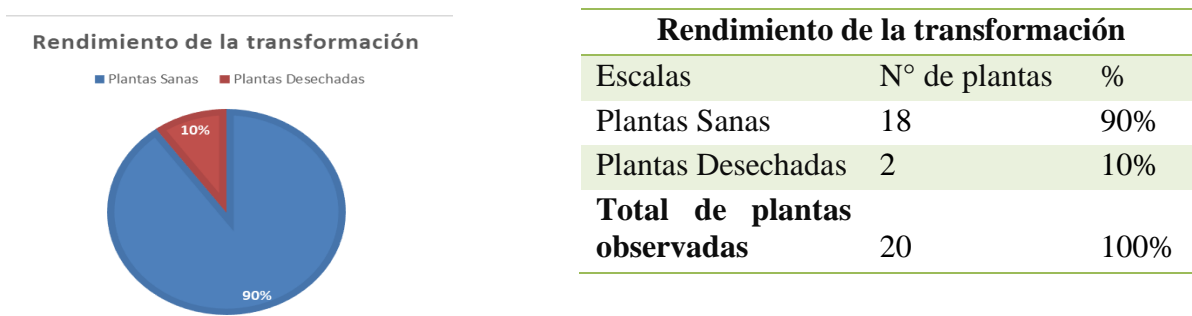 Rendimiento de la transformación
Plantas Sanas Plantas Desechadas
10%
90%
Rendimiento de la transformación
Escalas N° de plantas %
Plantas Sanas 18 90%
Plantas Desechadas 2 10%
Total de plantas
observadas 20 100%